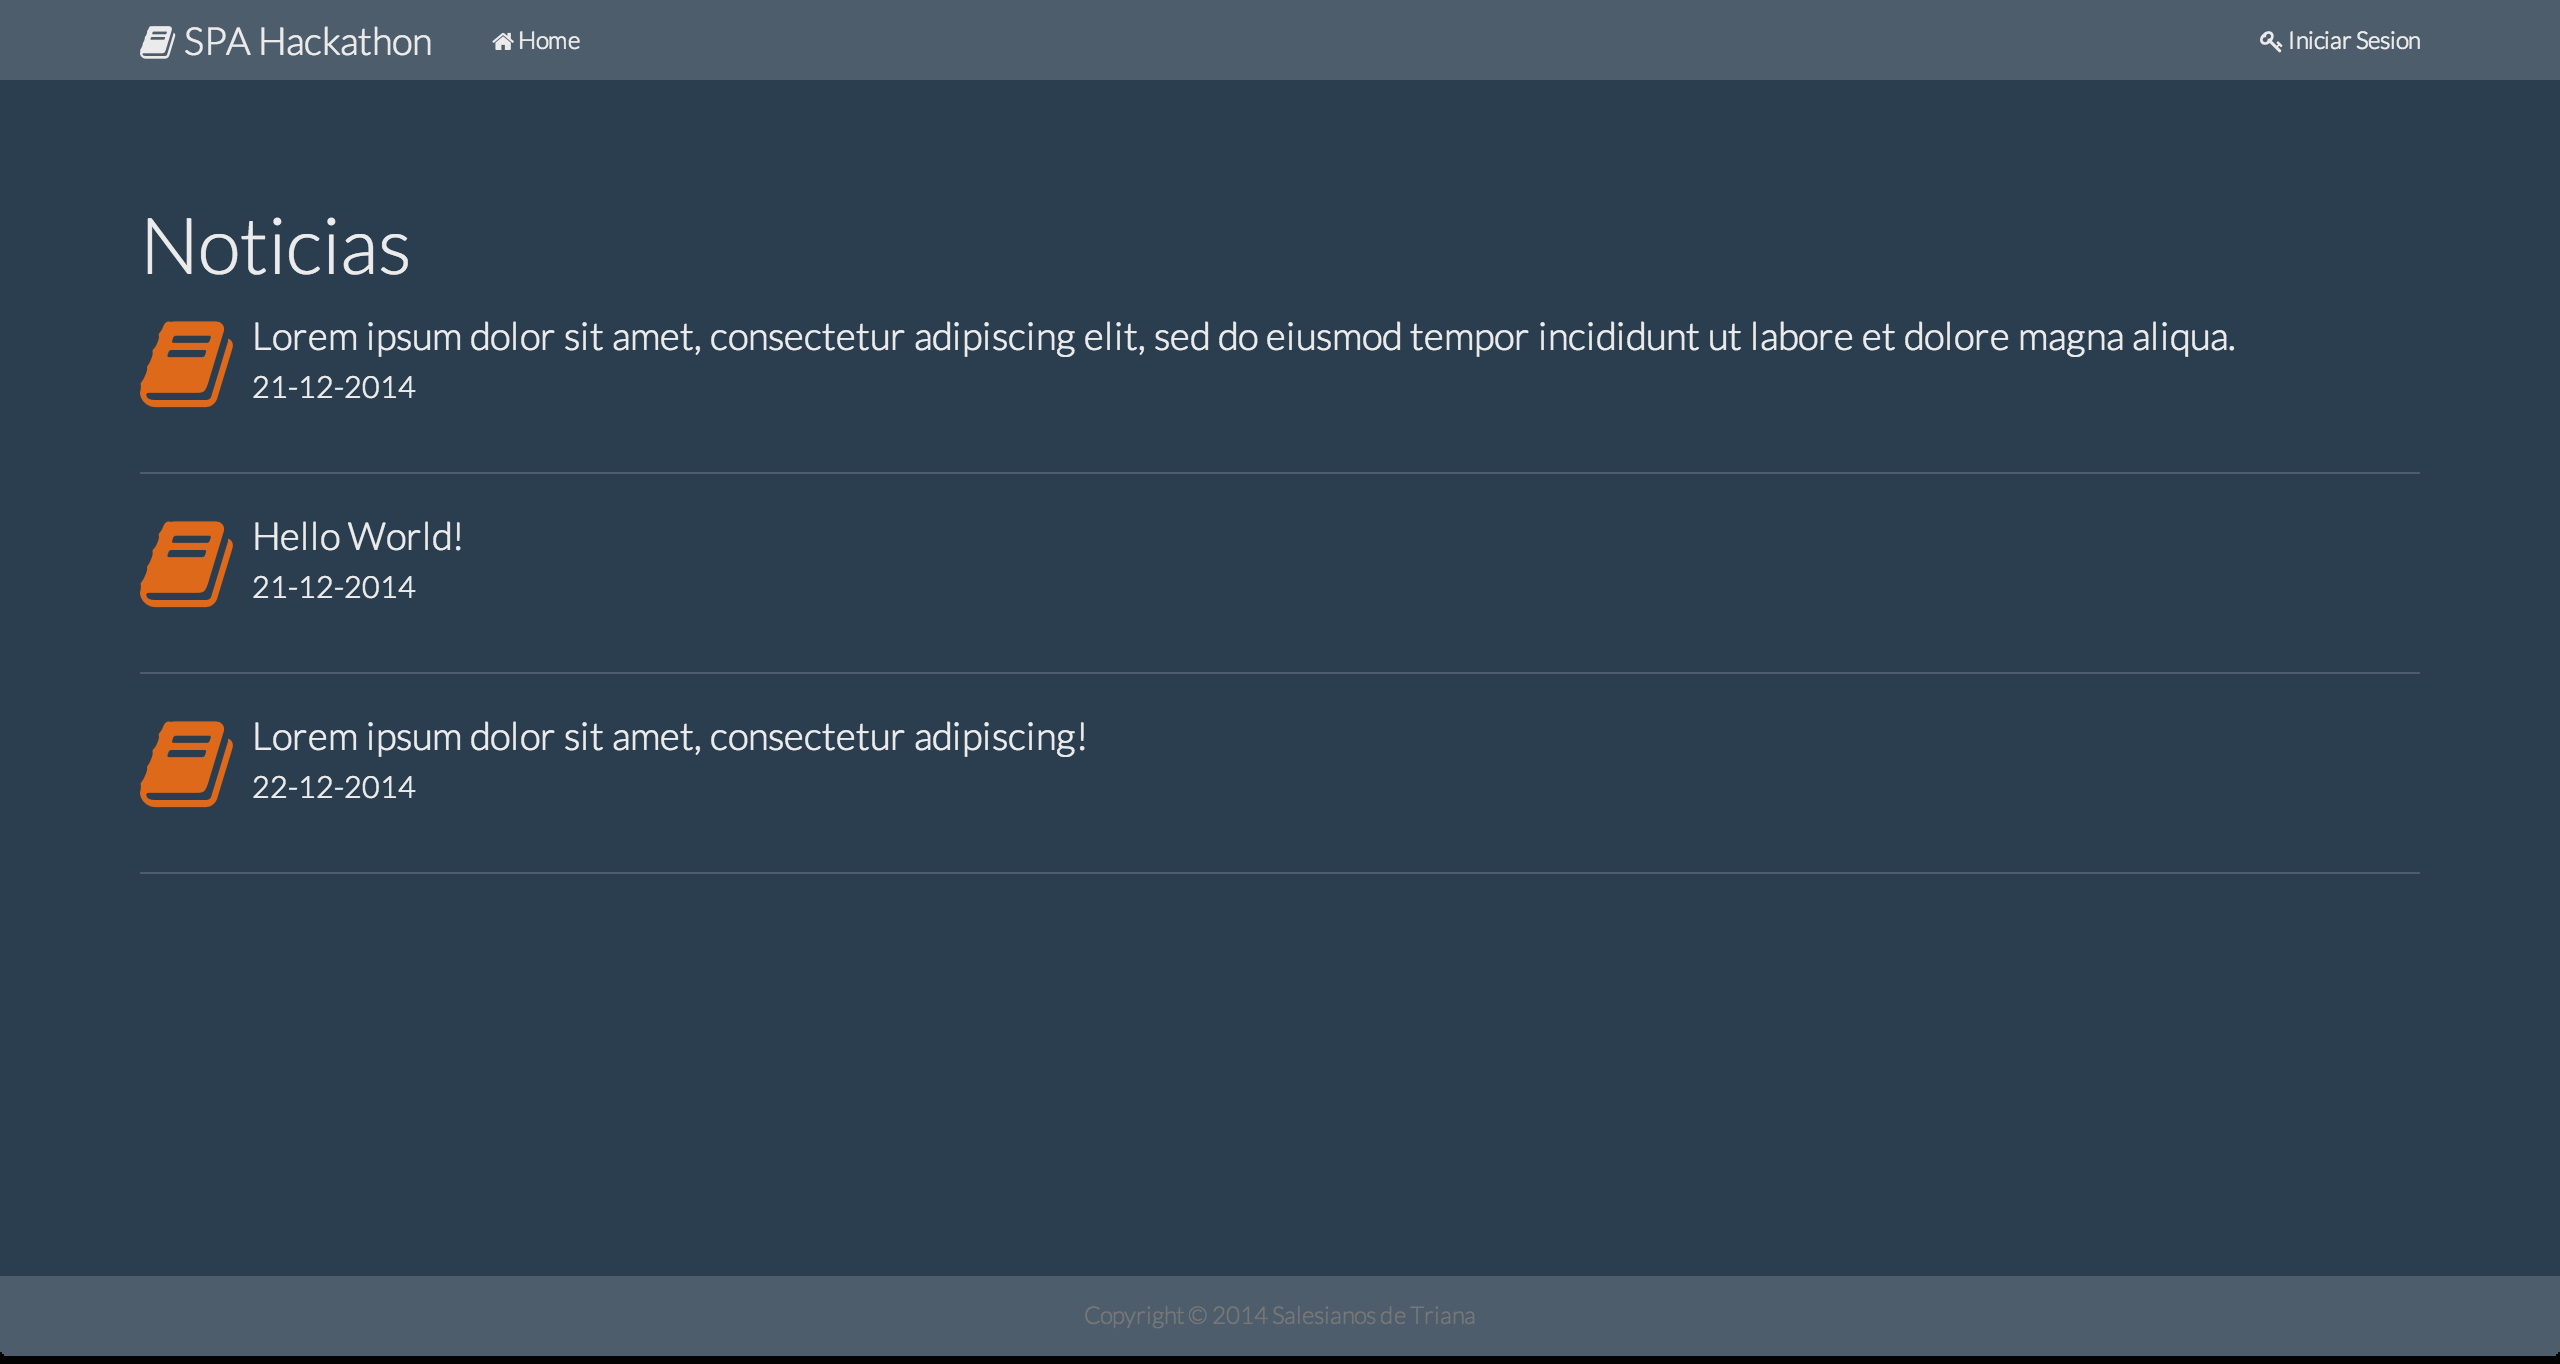 SPA Hackathon
Home
Iniciar Sesion
Noticias
Lorem ipsum dolor sit amet, consectetur adipiscing elit, sed do eiusmod tempor incididunt ut labore et dolore magna aliqua.
21-12-2014
Hello World!
21-12-2014
Lorem ipsum dolor sit amet, consectetur adipiscing!
22-12-2014
Copyright © 2014 Salesianos de Triana